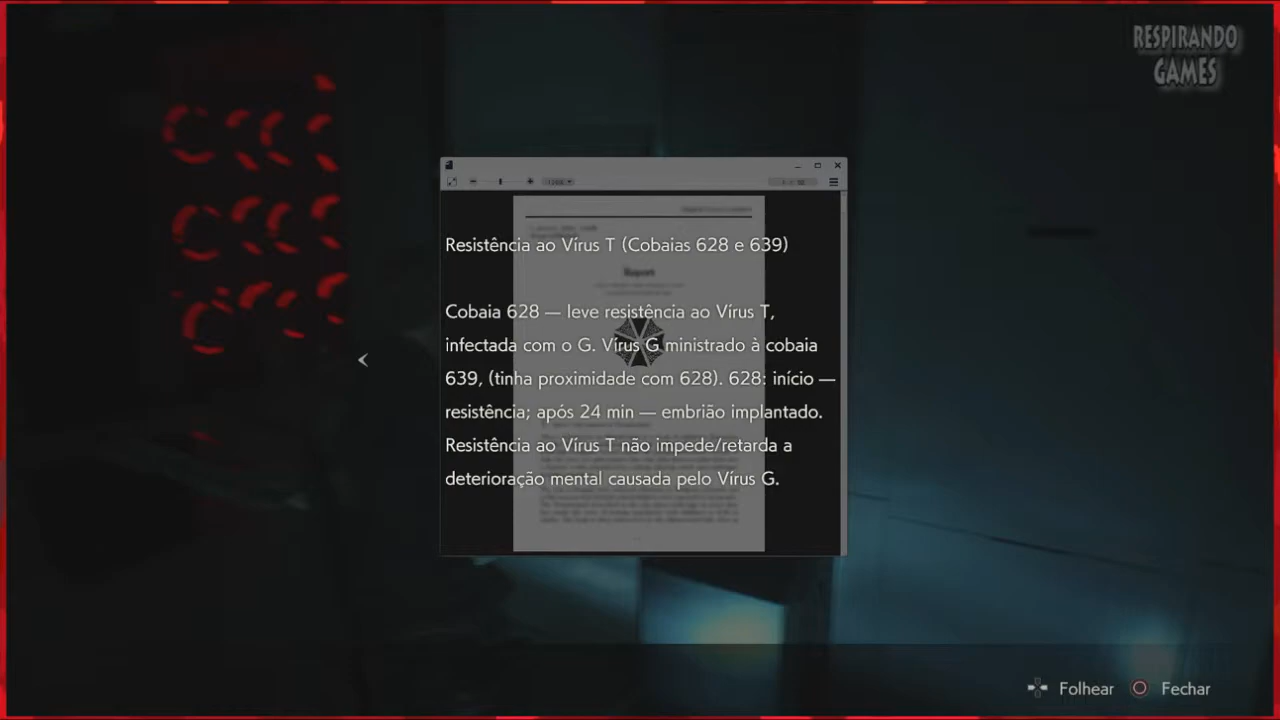 RESPIRANDO
GAMES
Report
Resistência ao Vírus T (Cobaias 628 e 639)
Cobaia 628 — leve resistência ao Vírus T,
infectada com o G. Vírus G ministrado à cobaia
639, (tinha proximidade com 628). 628: início —
resistência; após 24 min — embrião implantado.
Resistência ao Vírus T não impede/retarda a
deterioração mental causada pelo Vírus G.
Folhear
Fechar